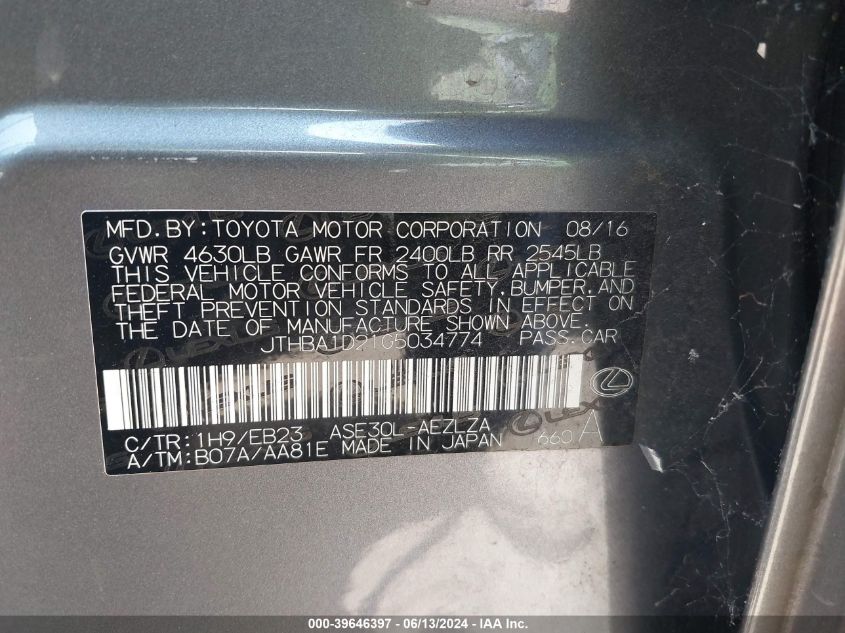 MFD.BY:TOYOTA MOTOR CORPORATION 08/16
GVWR 4630LB GAWR FR 2400LB RR 2545LB
THIS VEHICLE CONFORMS TO ALL APPLICABLE
FEDERAL MOTOR VEHICLE SAFETY,BUMPER,AND
THEFT PREVENTION STANDARDS IN EFFECT ON
THE DATE OF MANUFACTURE SHOWN ABOVE.
JTHBA1D21G5034774 PASS.CAR
C/TR:1H9/EB23 ASE30L-AEZLZA
A/TM:B07A/AA81E MADE IN JAPAN 660 A
000-39646397 - 06/13/2024 - IAA Inc.